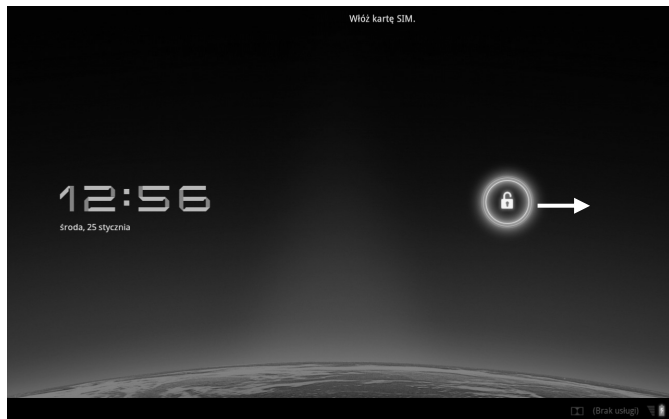 Włóż kartę SIM.
12:56
środa, 25 stycznia
(Brak usługi)